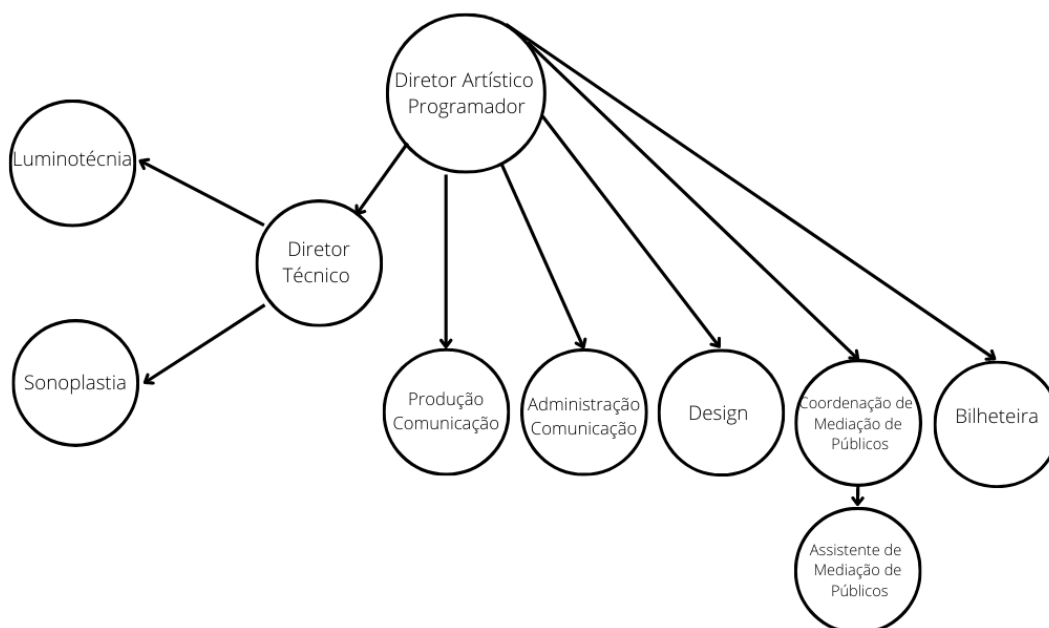 Diretor Artístico
Programador
Luminotécnia
Diretor
Técnico
Sonoplastia
Produção
Comunicação
Administração
Comunicação
Design
Coordenação de
Mediação de
Públicos
Bilheteira
Assistente de
Mediação de
Públicos